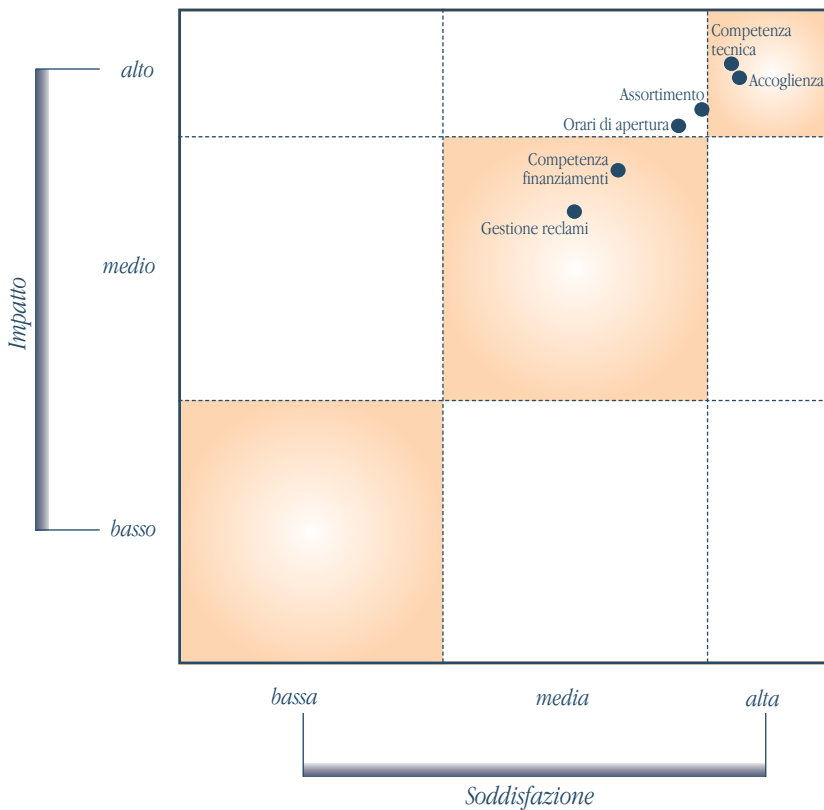 Competenza
tecnica
alto
Accoglienza
Assortimento
Orari di apertura
Competenza
finanziamenti
Gestione reclami
medio
Impatto
basso
bassa
media
alta
Soddisfazione